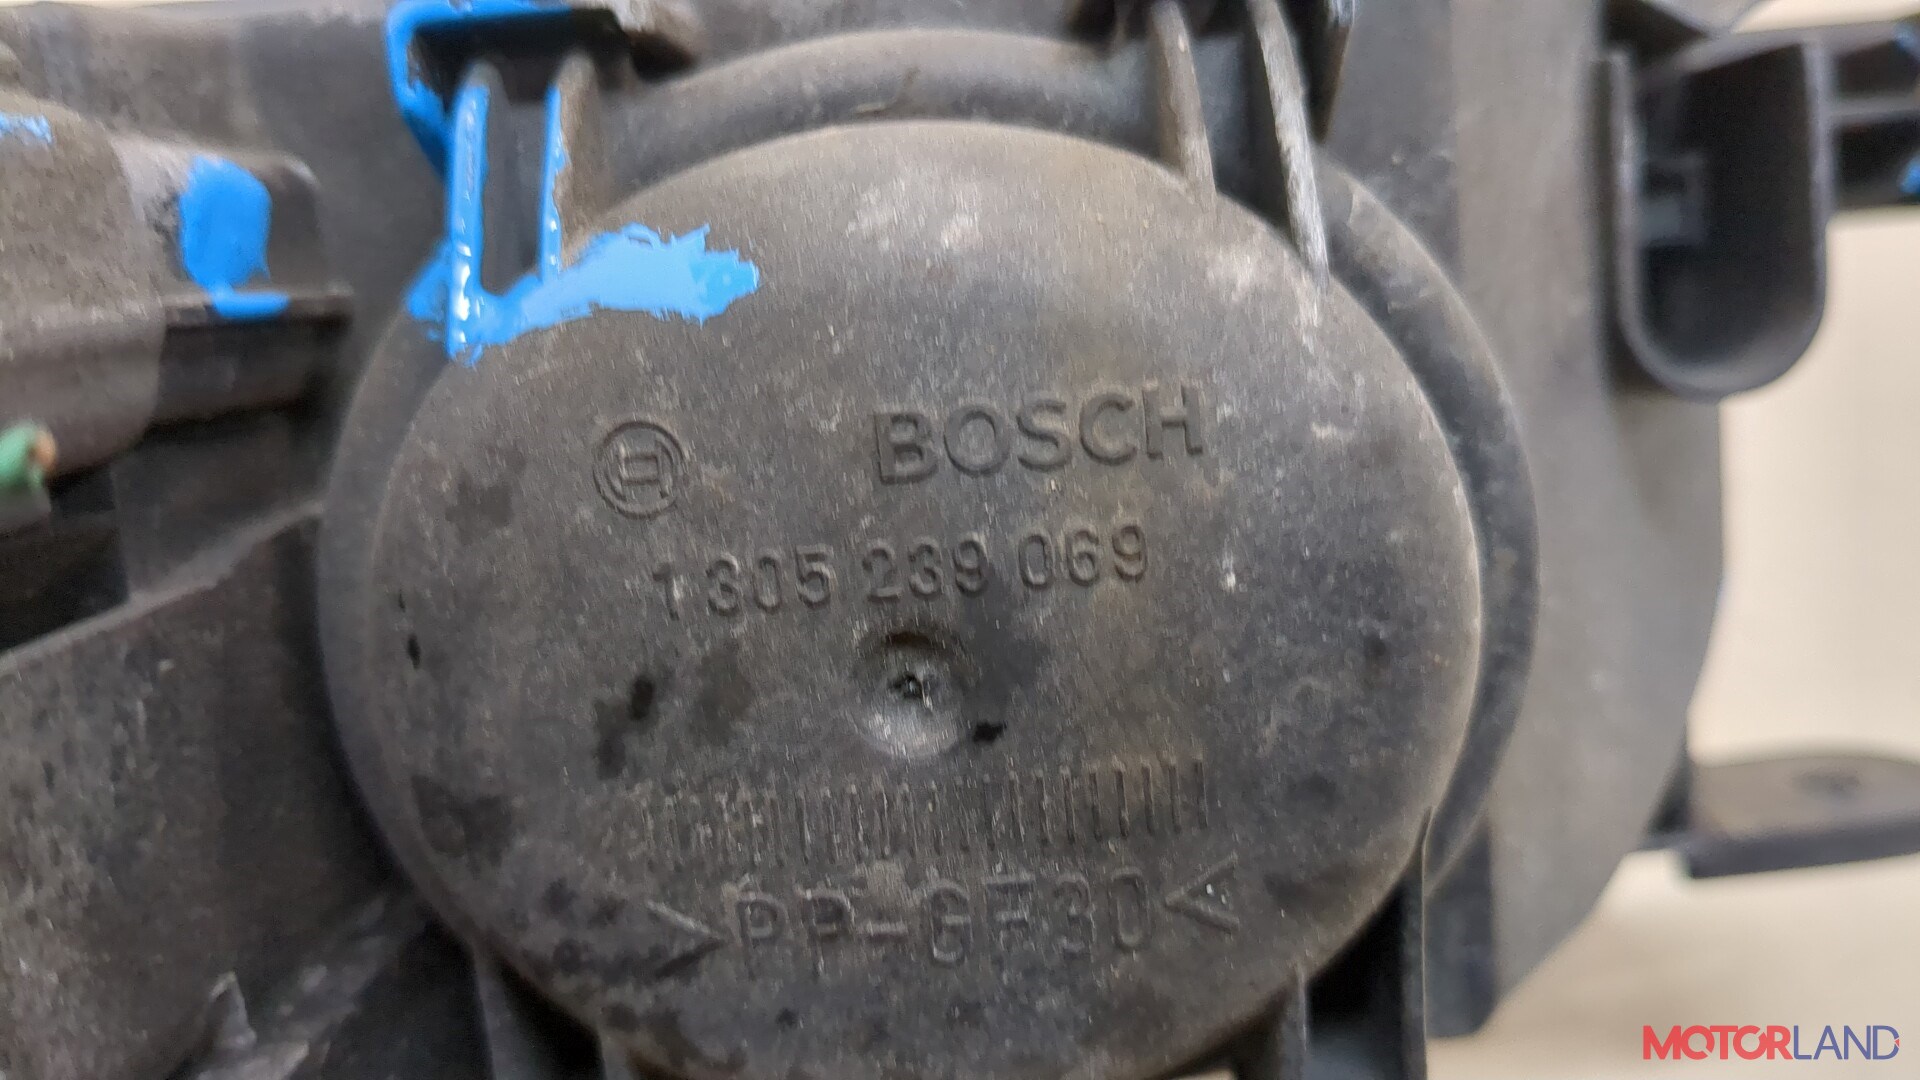 BOSCH
1 305 239 069
>PP-GF30<
MOTORLAND